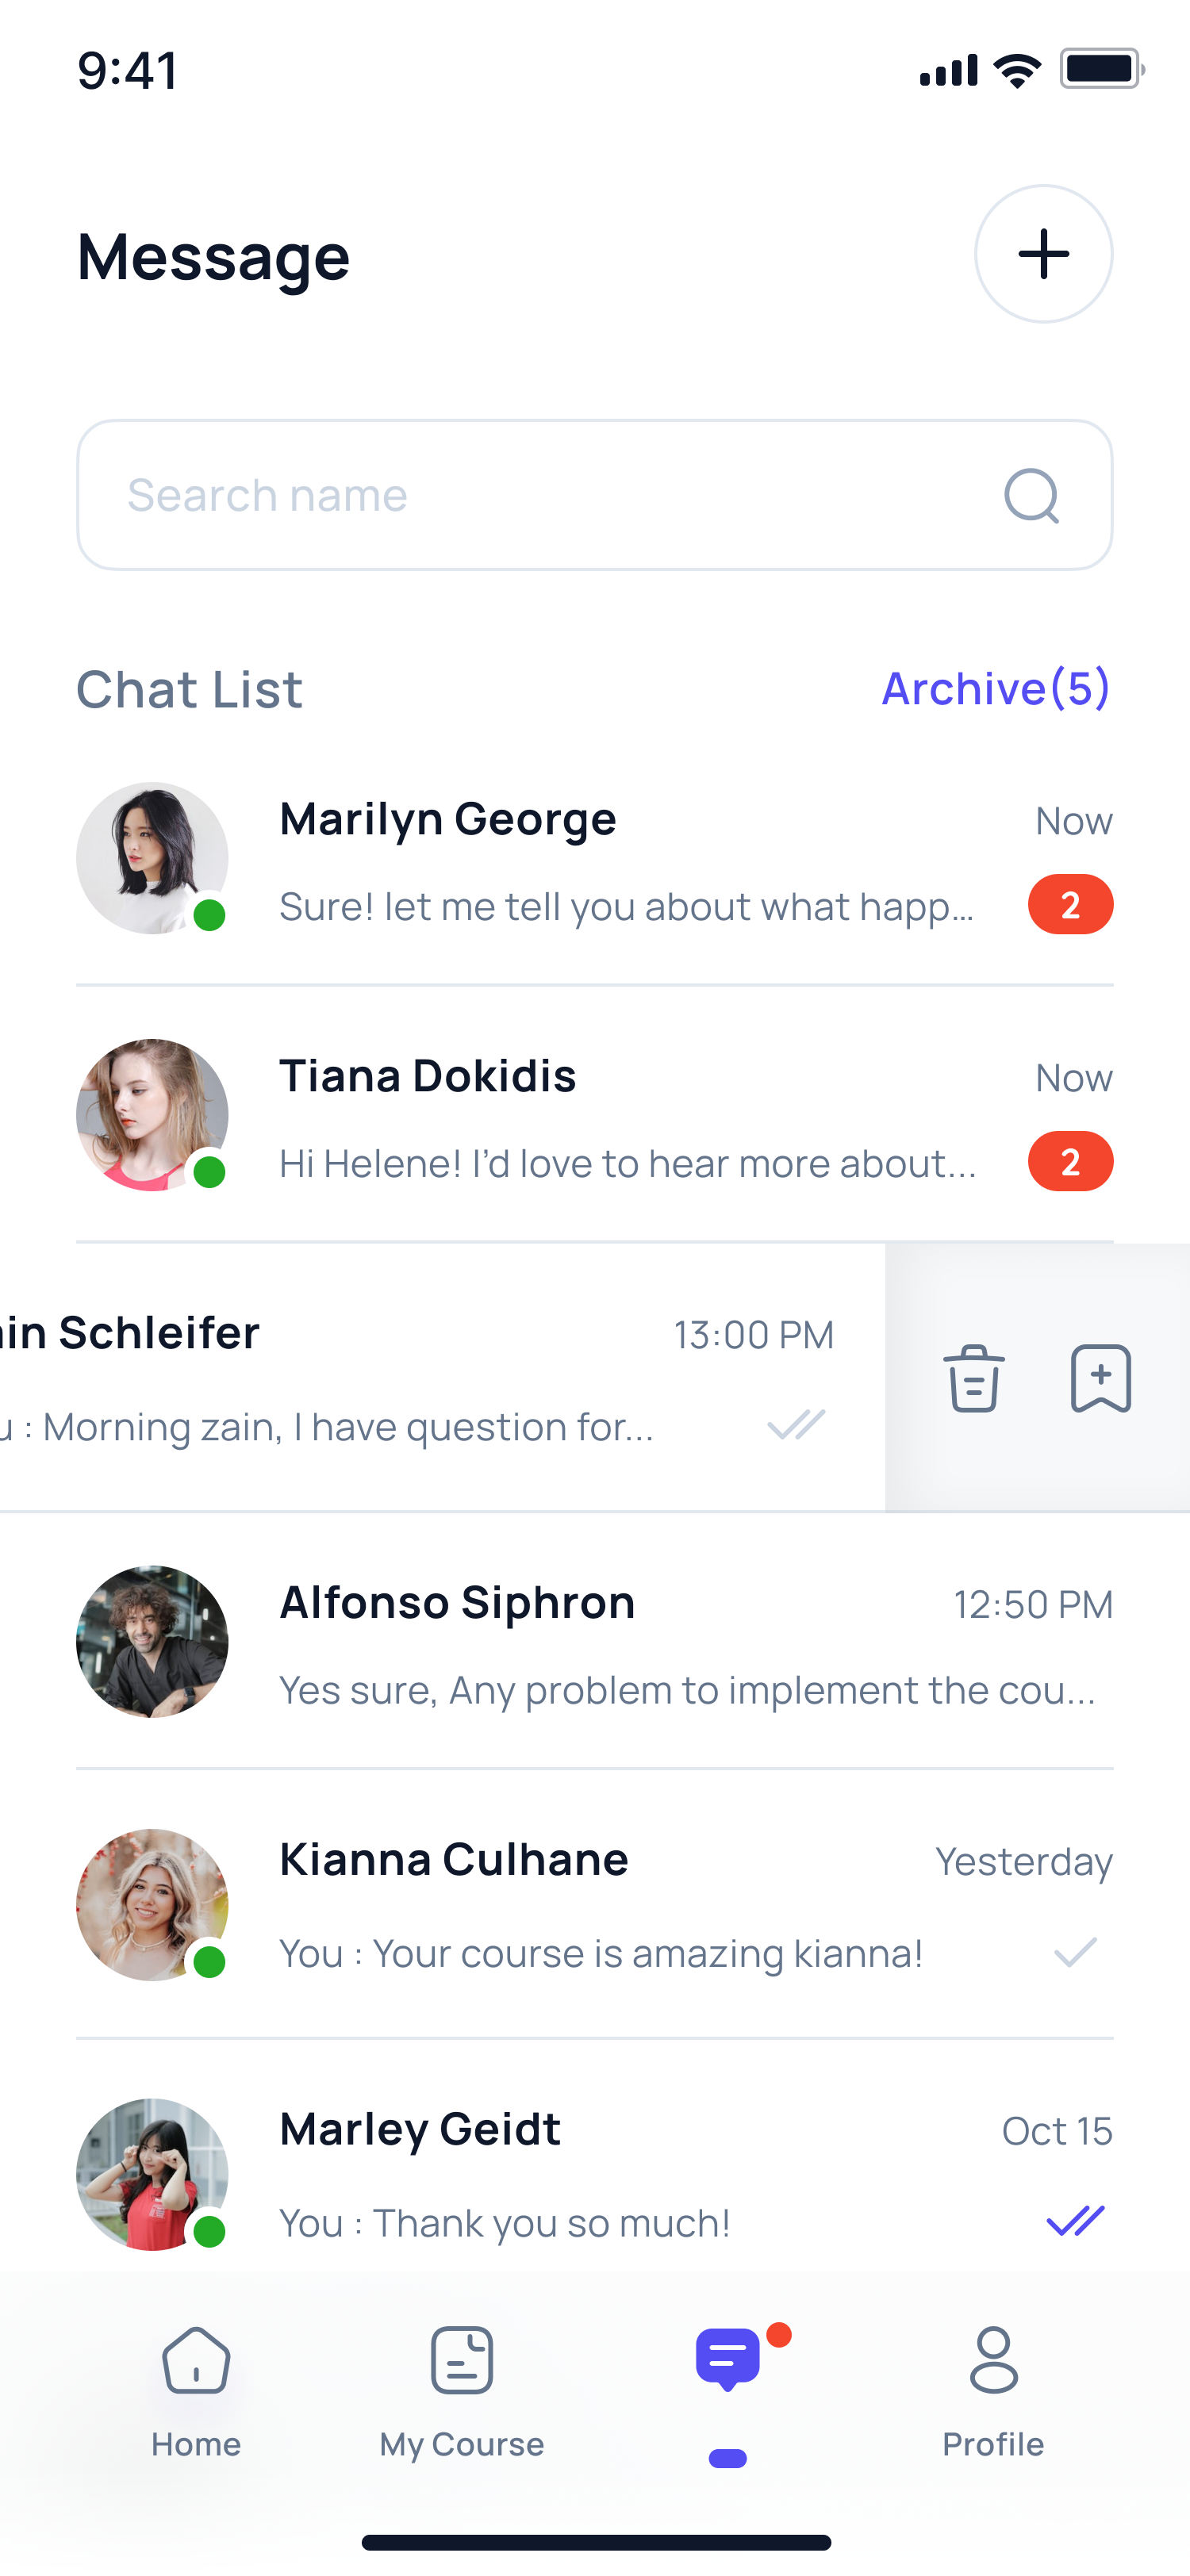 9:41
Message
Search name
Chat List
Archive(5)
Marilyn George
Now
Sure! let me tell you about what happ...
2
Tiana Dokidis
Now
Hi Helene! I'd love to hear more about...
2
in Schleifer
13:00 PM
u : Morning zain, I have question for...
Alfonso Siphron
12:50 PM
Yes sure, Any problem to implement the cou...
Kianna Culhane
Yesterday
You : Your course is amazing kianna!
Marley Geidt
Oct 15
You : Thank you so much!
Home
My Course
Profile